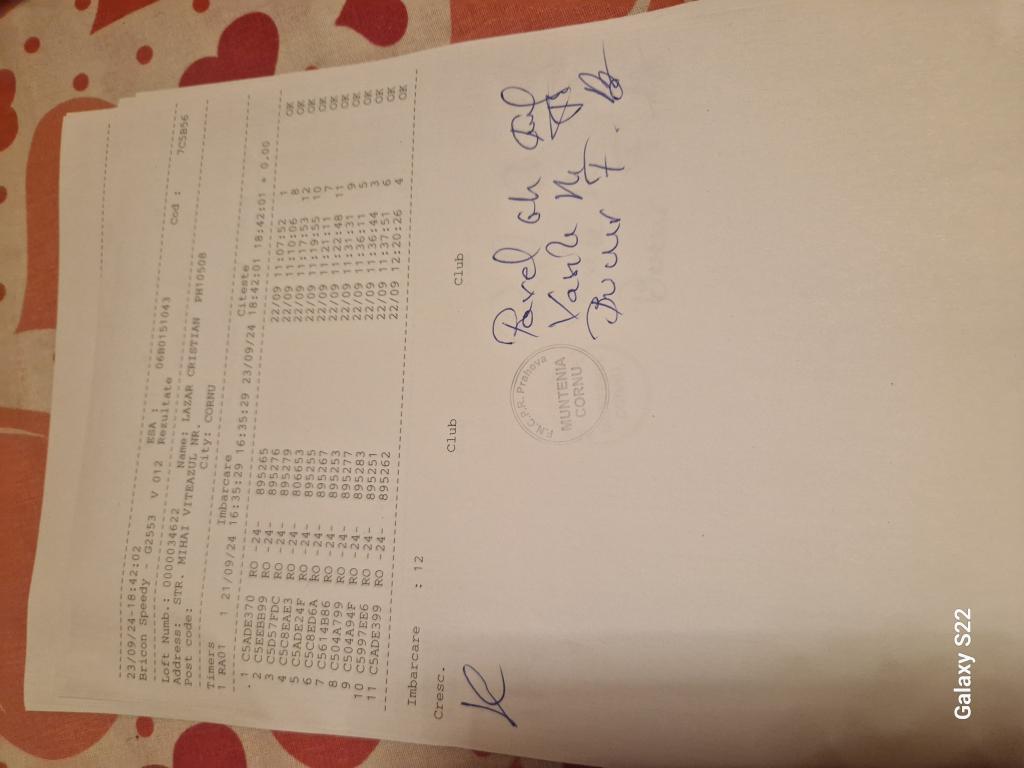 23/09/24-18:42:02
Bricon Speedy - G2553 V 012 ESA : 06B0151043
Rezultate
Loft Numb.: 0000034622 Name: LAZAR CRISTIAN Cod : 7C5B56
Address: STR. MIHAI VITEAZUL NR. PH10508
Post code: City: CORNU
Timers Imbarcare Citeste
1 RA01 1 21/09/24 16:35:29 16:35:29 23/09/24 18:42:01 18:42:01 + 0.00
1 C5ADE370 RO -24- 895265 22/09 11:07:52 1 OK
2 C5EEEB99 RO -24- 895276 22/09 11:10:06 8 OK
3 C5D57FDC RO -24- 895279 22/09 11:17:53 12 OK
4 C5C8EAE3 RO -24- 806653 22/09 11:19:55 10 OK
5 C5ADE24F RO -24- 895255 22/09 11:21:11 7 OK
6 C5C8ED6A RO -24- 895267 22/09 11:22:48 11 OK
7 C5614B86 RO -24- 895253 22/09 11:31:31 9 OK
8 C504A799 RO -24- 895277 22/09 11:36:11 5 OK
9 C504A94F RO -24- 895283 22/09 11:36:44 3 OK
10 C5997EE6 RO -24- 895251 22/09 11:37:51 6 OK
11 C5ADE399 RO -24- 895262 22/09 12:20:26 4 OK
Imbarcare : 12
Cresc. Club Club
F.N.C.P.R. Prahova
MUNTENIA
CORNU
Pavel